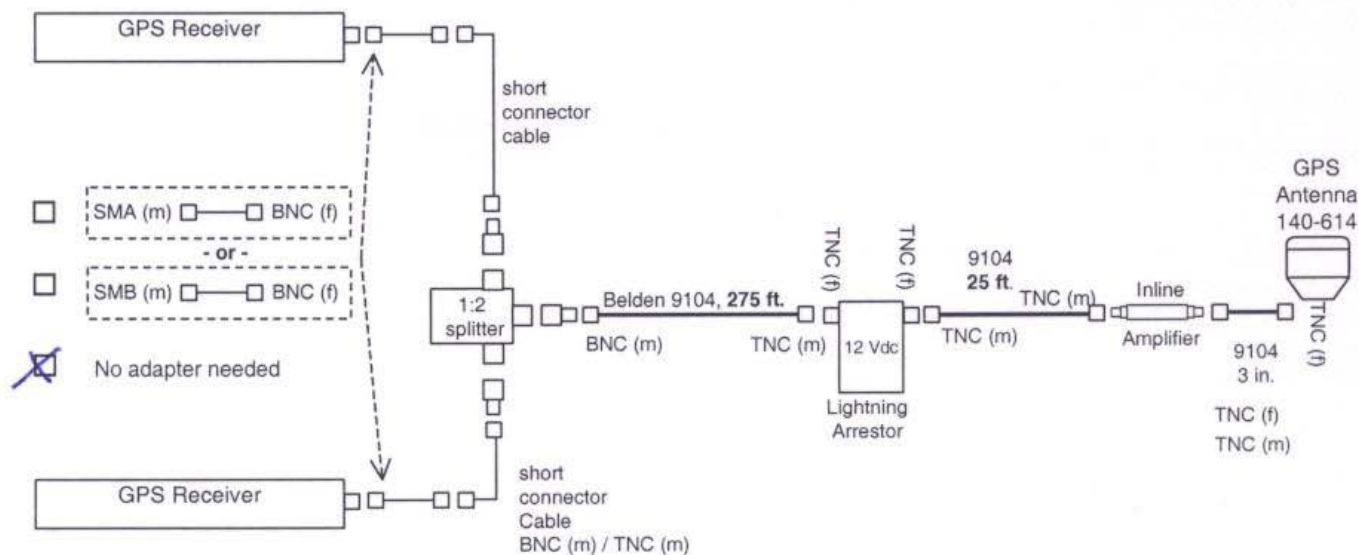 GPS Receiver
short
connector
cable
SMA (m) BNC (f)
- or -
SMB (m) BNC (f)
No adapter needed
1:2
splitter
Belden 9104, 275 ft.
BNC (m)
TNC (m)
TNC (f)
TNC (f)
12 Vdc
Lightning
Arrestor
9104
25 ft.
TNC (m)
TNC (m)
Inline
Amplifier
GPS
Antenna
140-614
TNC (f)
9104
3 in.
TNC (f)
TNC (m)
GPS Receiver
short
connector
Cable
BNC (m) / TNC (m)